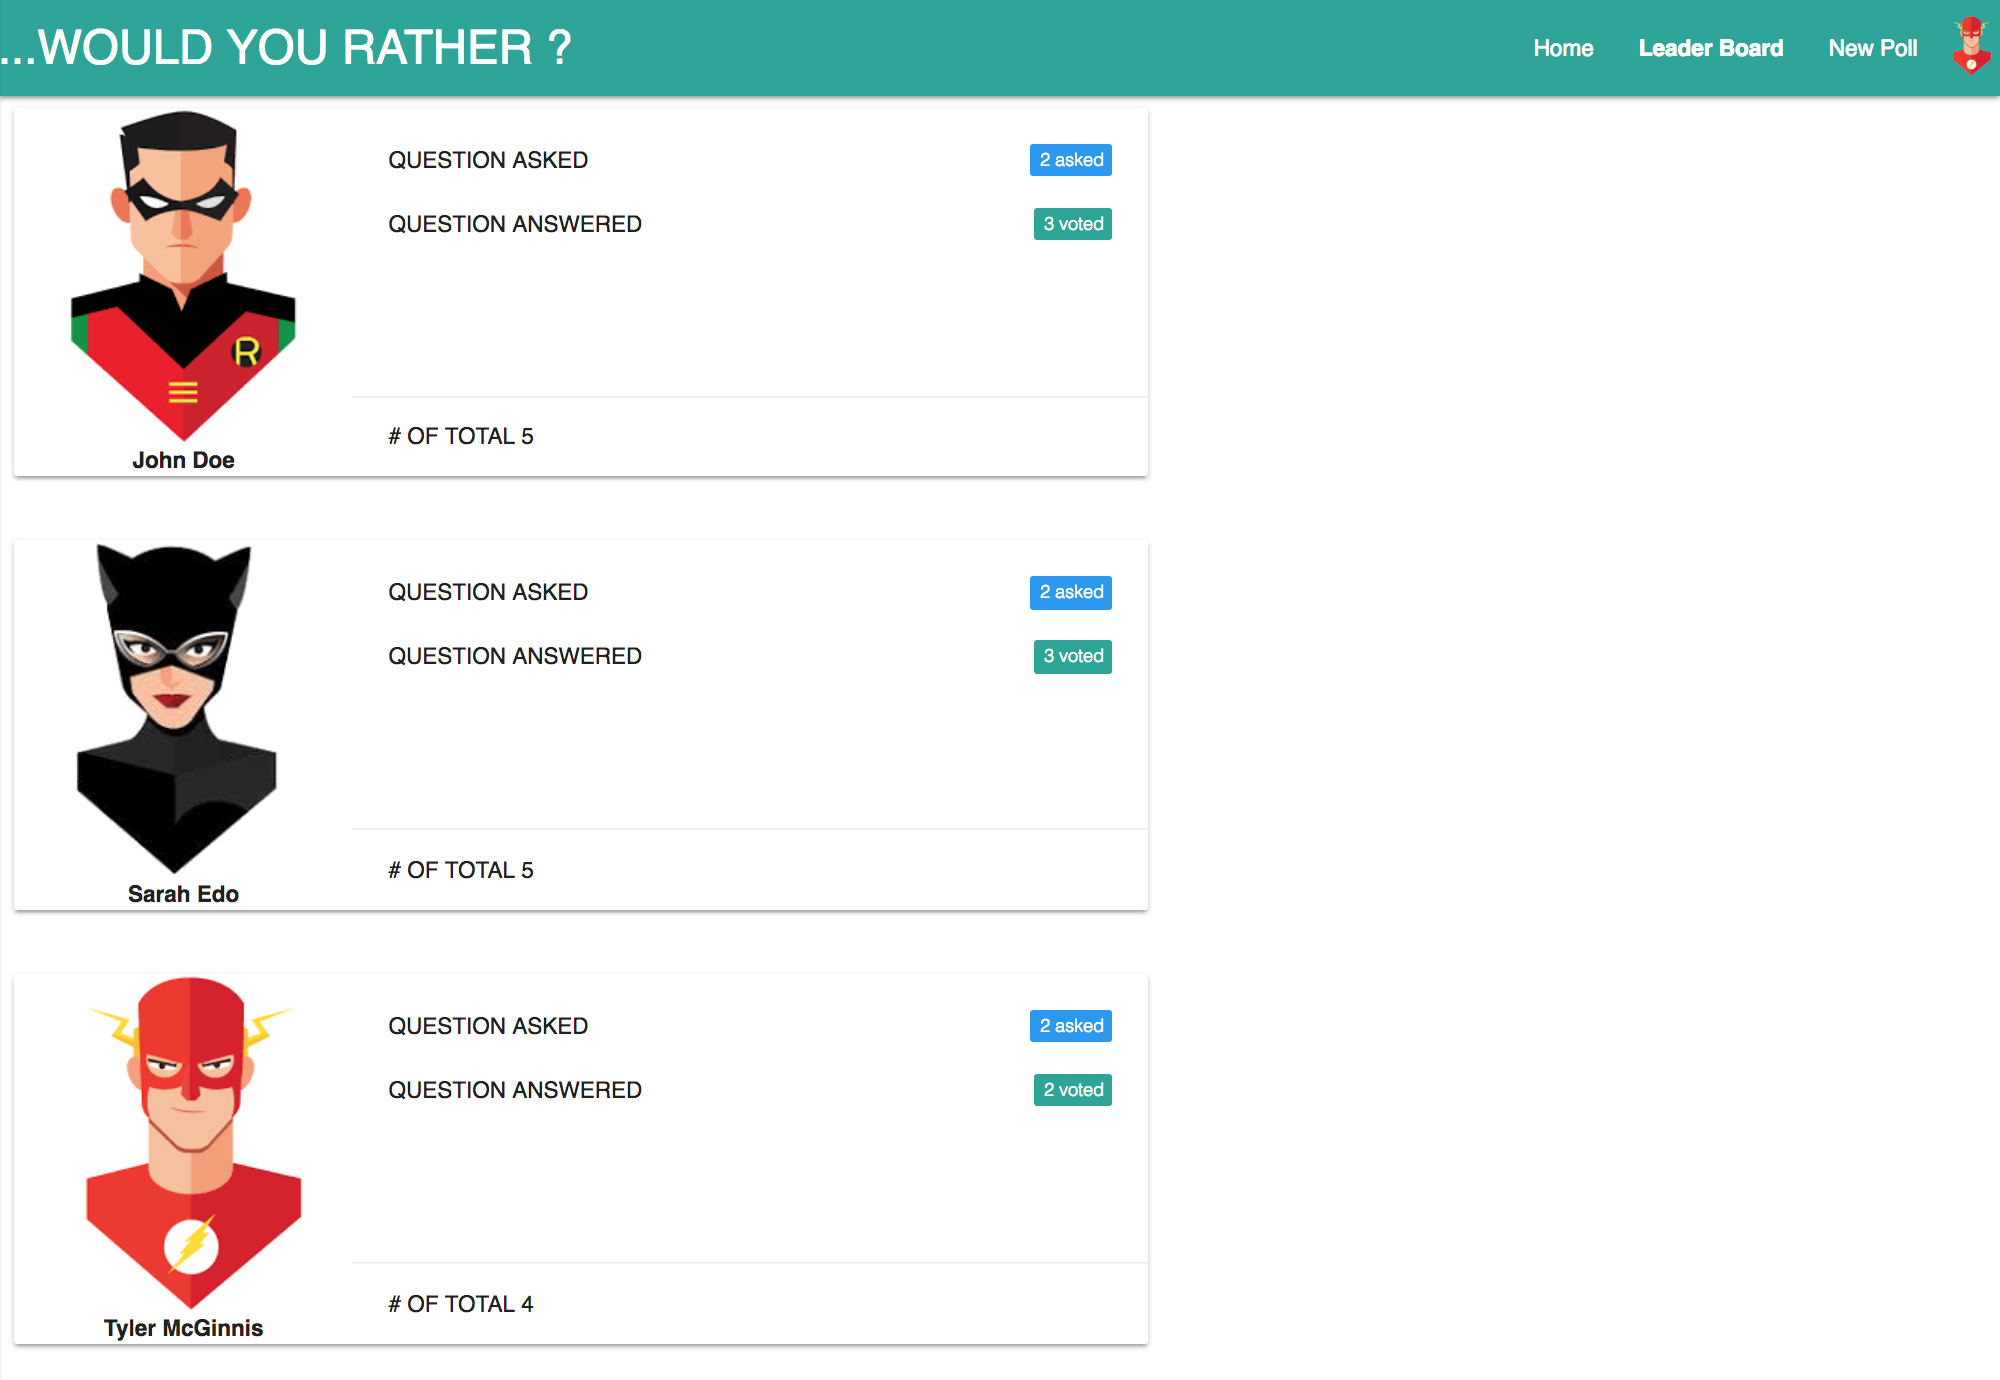 ...WOULD YOU RATHER ?
Home Leader Board New Poll
QUESTION ASKED 2 asked
QUESTION ANSWERED 3 voted
R
# OF TOTAL 5
John Doe
QUESTION ASKED 2 asked
QUESTION ANSWERED 3 voted
# OF TOTAL 5
Sarah Edo
QUESTION ASKED 2 asked
QUESTION ANSWERED 2 voted
# OF TOTAL 4
Tyler McGinnis